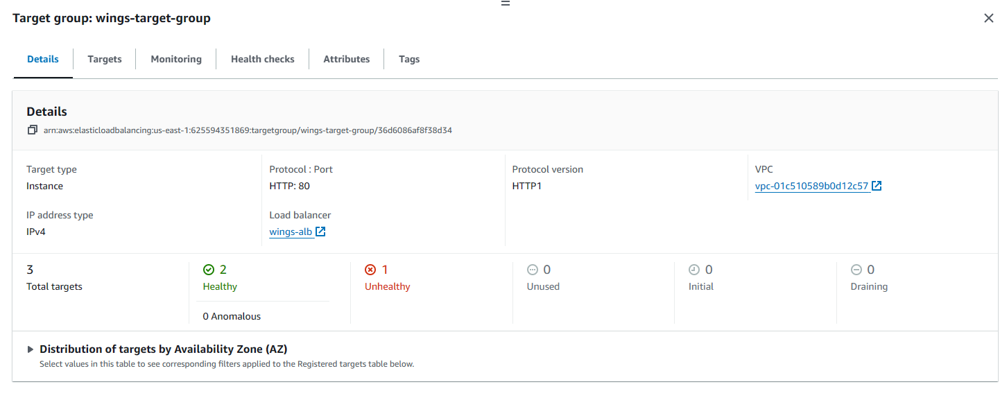 Target group: wings-target-group
Details
Targets
Monitoring
Health checks
Attributes
Tags
Details
arn:aws:elasticloadbalancing:us-east-1:625594351869:targetgroup/wings-target-group/36d6086af8f38d34
Target type
Instance
Protocol : Port
HTTP: 80
Protocol version
HTTP1
VPC
vpc-01c510589b0d12c57
IP address type
IPv4
Load balancer
wings-alb
3
Total targets
2
Healthy
0 Anomalous
1
Unhealthy
0
Unused
0
Initial
0
Draining
Distribution of targets by Availability Zone (AZ)
Select values in this table to see corresponding filters applied to the Registered targets table below.